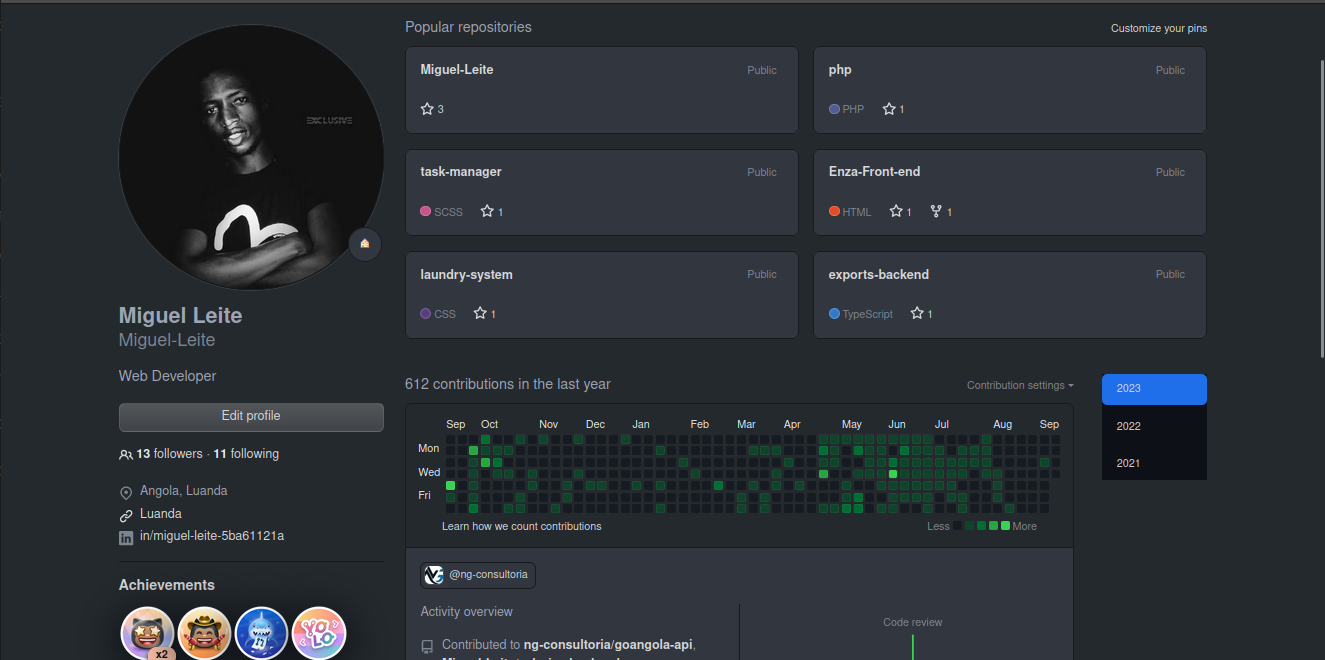 Popular repositories
Customize your pins
Miguel-Leite
Public
3
php
Public
PHP
1
EXCLUSIVE
task-manager
Public
SCSS
1
Enza-Front-end
Public
HTML
1
1
laundry-system
Public
CSS
1
exports-backend
Public
TypeScript
1
Miguel Leite
Miguel-Leite
Web Developer
Edit profile
13 followers · 11 following
Angola, Luanda
Luanda
in/miguel-leite-5ba61121a
Achievements
x2
YOLO
612 contributions in the last year
Contribution settings
2023
2022
2021
Sep Oct Nov Dec Jan Feb Mar Apr May Jun Jul Aug Sep
Mon
Wed
Fri
Learn how we count contributions
Less
More
@ng-consultoria
Activity overview
Contributed to ng-consultoria/goangola-api,
Code review